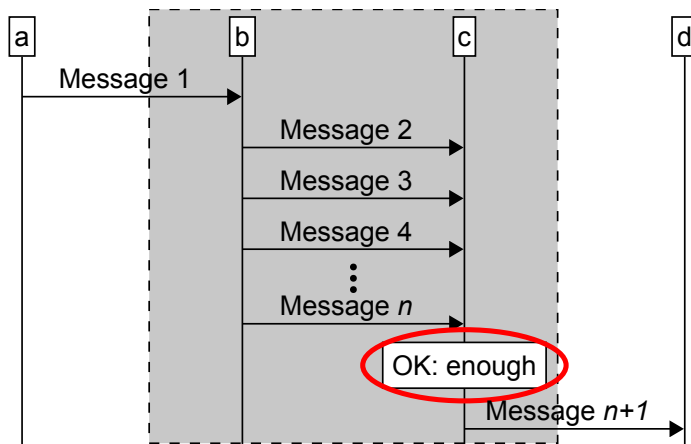 a b c d
Message 1
Message 2
Message 3
Message 4
Message n
OK: enough
Message n+1